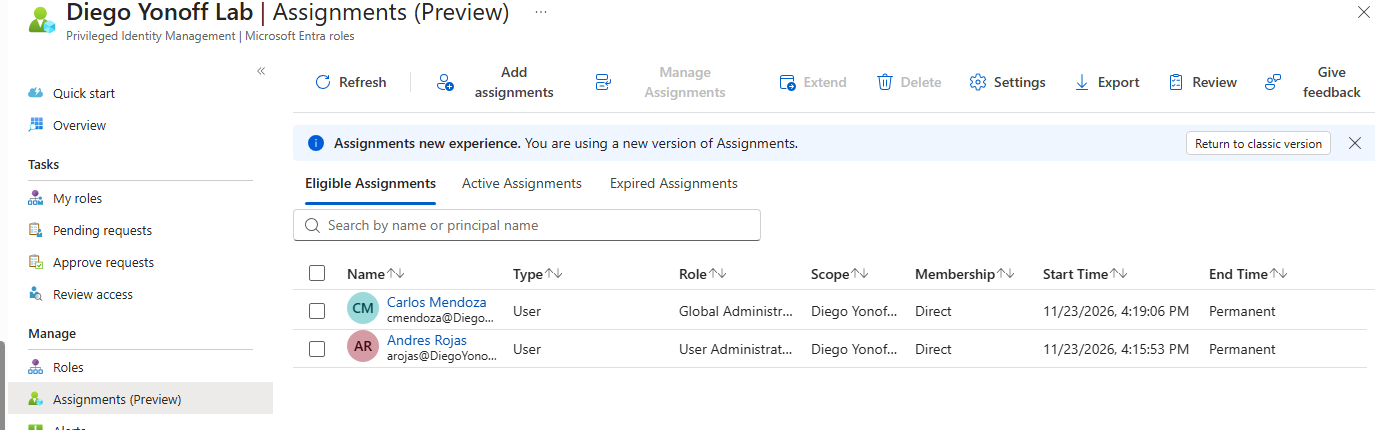 Diego Yonoff Lab | Assignments (Preview) ...
Privileged Identity Management | Microsoft Entra roles
Quick start
Overview
Tasks
My roles
Pending requests
Approve requests
Review access
Manage
Roles
Assignments (Preview)
Alerts
Refresh
Add assignments
Manage Assignments
Extend
Delete
Settings
Export
Review
Give feedback
Assignments new experience. You are using a new version of Assignments.
Return to classic version
Eligible Assignments Active Assignments Expired Assignments
Search by name or principal name
Name Type Role Scope Membership Start Time End Time
CM Carlos Mendoza User Global Administr... Diego Yonof... Direct 11/23/2026, 4:19:06 PM Permanent
cmendoza@Diego...
AR Andres Rojas User User Administrat... Diego Yonof... Direct 11/23/2026, 4:15:53 PM Permanent
arojas@DiegoYono...